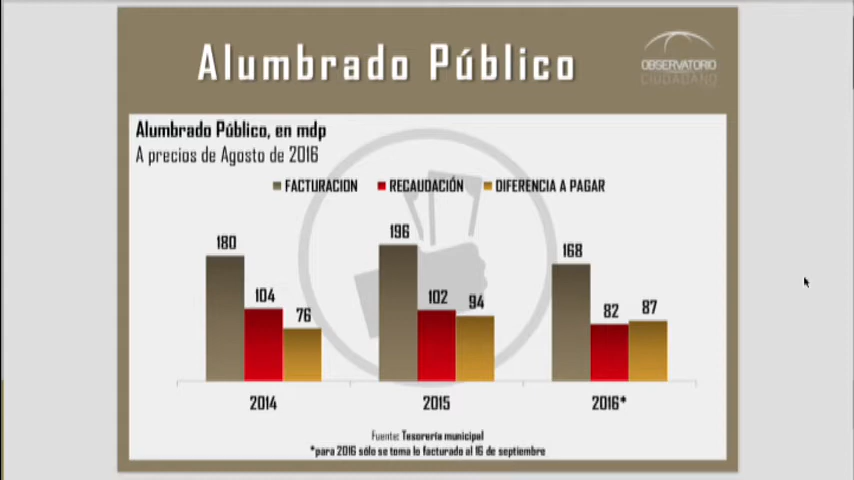 Alumbrado Público
OBSERVATORIO
CIUDADANO
Alumbrado Público, en mdp
A precios de Agosto de 2016
FACTURACION RECAUDACIÓN DIFERENCIA A PAGAR
180 104 76
196 102 94
168 82 87
2014 2015 2016*
Fuente: Tesorería municipal
*para 2016 sólo se toma lo facturado al 16 de septiembre